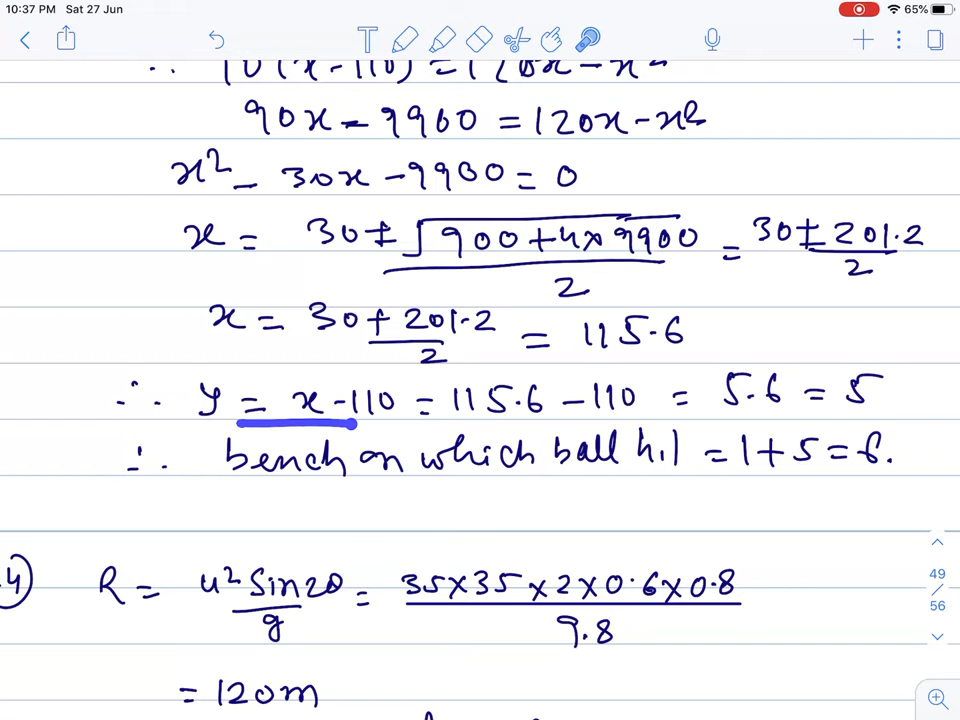 10:37 PM Sat 27 Jun 65%
90x - 9900 = 120x - x²
x² - 30x - 9900 = 0
x = 30 ± √900 + 4 x 9900 / 2 = 30 ± 201.2 / 2
x = 30 + 201.2 / 2 = 115.6
∴ y = x - 110 = 115.6 - 110 = 5.6 = 5
∴ bench on which ball hit = 1 + 5 = 6.
4) R = u² Sin2θ / g = 35 x 35 x 2 x 0.6 x 0.8 / 9.8
= 120m
49 / 56